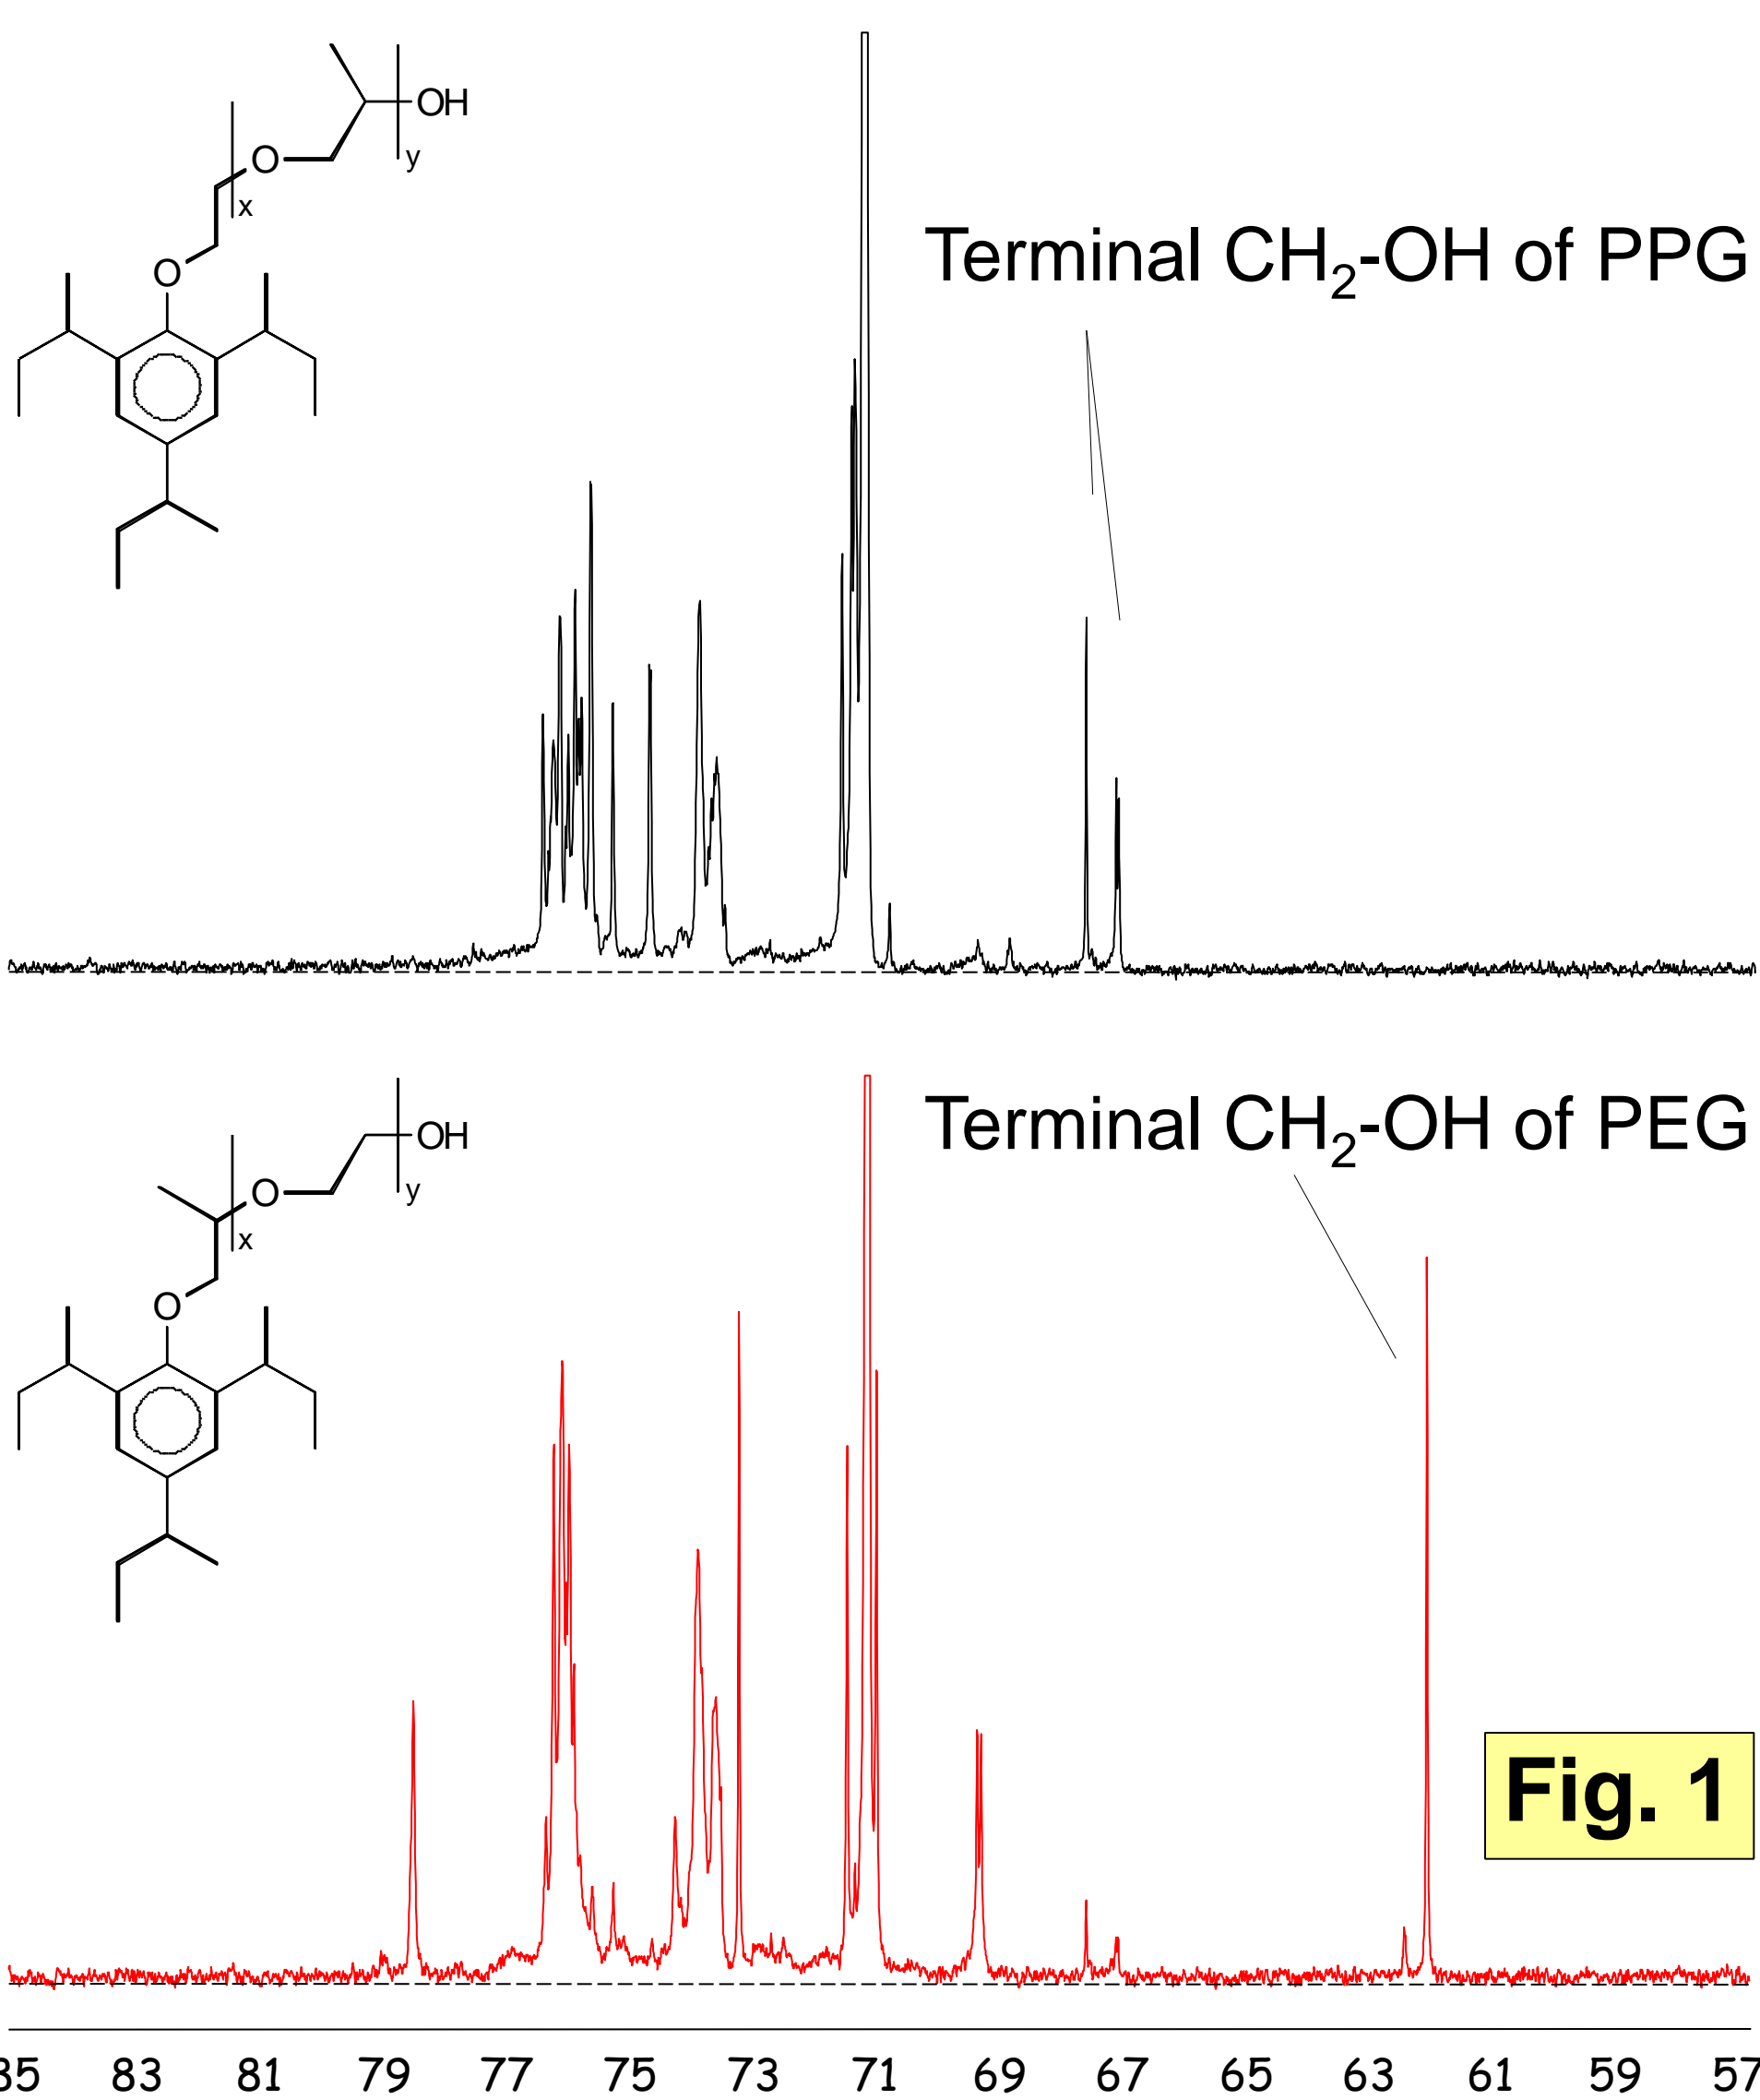 OH
O
y
x
O
Terminal CH₂-OH of PPG
Terminal CH₂-OH of PEG
OH
O
y
x
O
Fig. 1
85 83 81 79 77 75 73 71 69 67 65 63 61 59 57